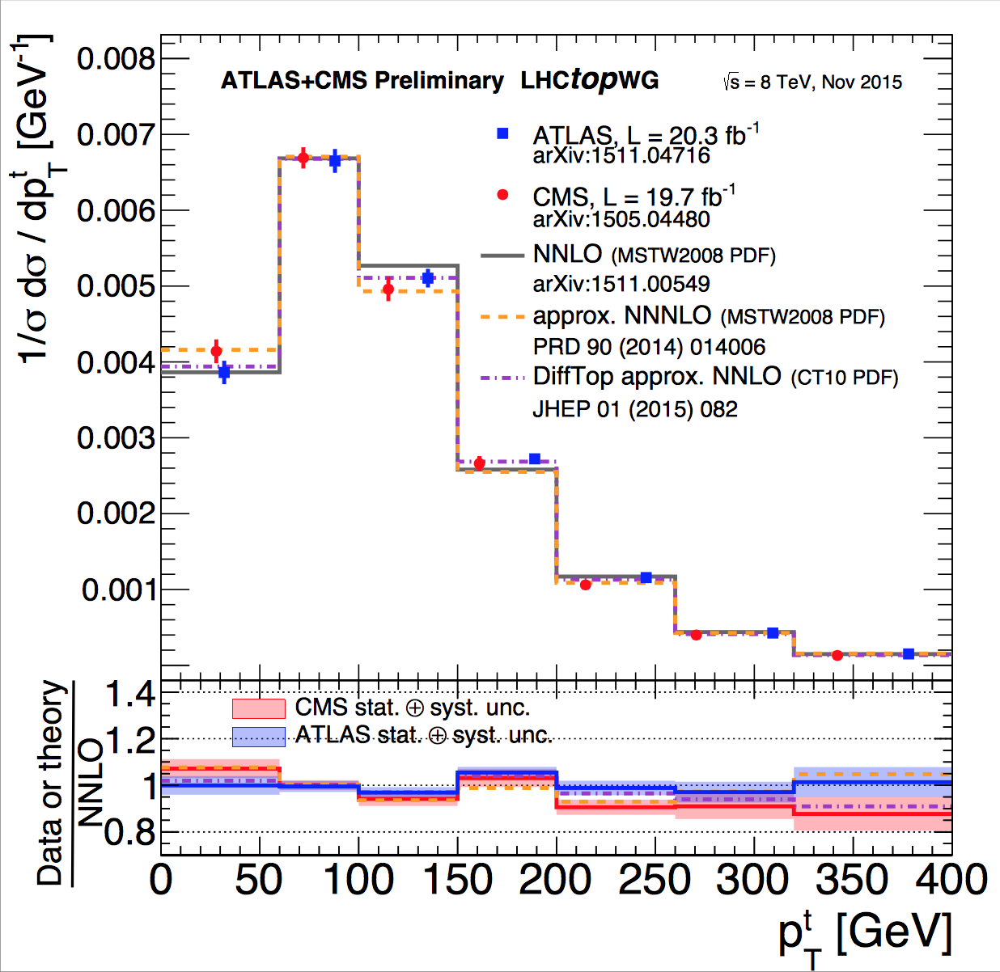 1/σ dσ / dp_T^t [GeV⁻¹]
0.008
0.007
0.006
0.005
0.004
0.003
0.002
0.001
ATLAS+CMS Preliminary LHCtopWG
√s = 8 TeV, Nov 2015
ATLAS, L = 20.3 fb⁻¹
arXiv:1511.04716
CMS, L = 19.7 fb⁻¹
arXiv:1505.04480
NNLO (MSTW2008 PDF)
arXiv:1511.00549
approx. NNNLO (MSTW2008 PDF)
PRD 90 (2014) 014006
DiffTop approx. NNLO (CT10 PDF)
JHEP 01 (2015) 082
Data or theory
NNLO
1.4
1.2
1
0.8
CMS stat. ⊕ syst. unc.
ATLAS stat. ⊕ syst. unc.
0 50 100 150 200 250 300 350 400
p_T^t [GeV]